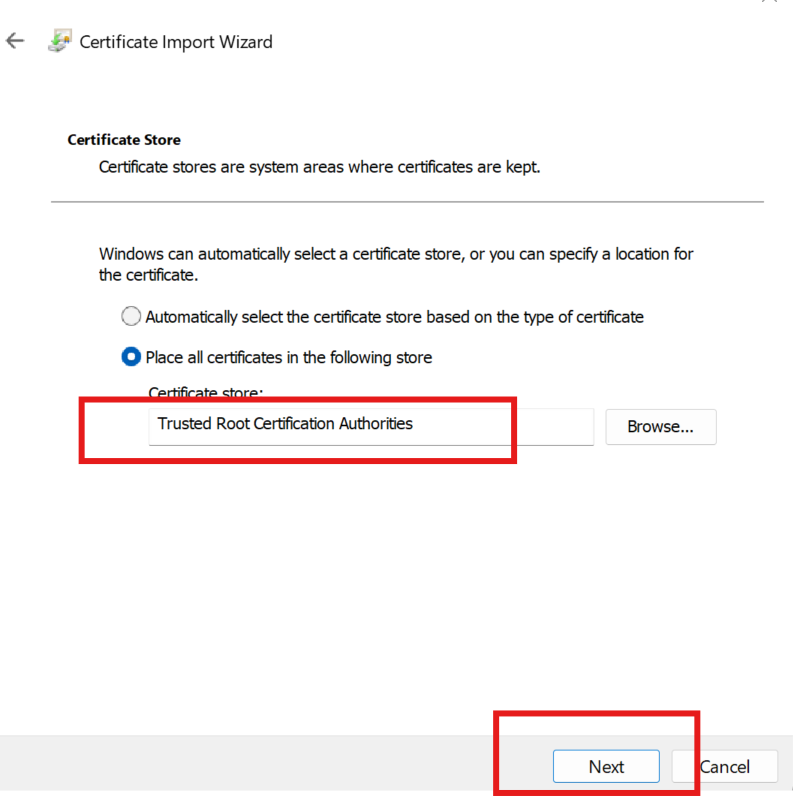 Certificate Import Wizard
Certificate Store
Certificate stores are system areas where certificates are kept.
Windows can automatically select a certificate store, or you can specify a location for
the certificate.
Automatically select the certificate store based on the type of certificate
Place all certificates in the following store
Certificate store:
Trusted Root Certification Authorities
Browse...
Next
Cancel